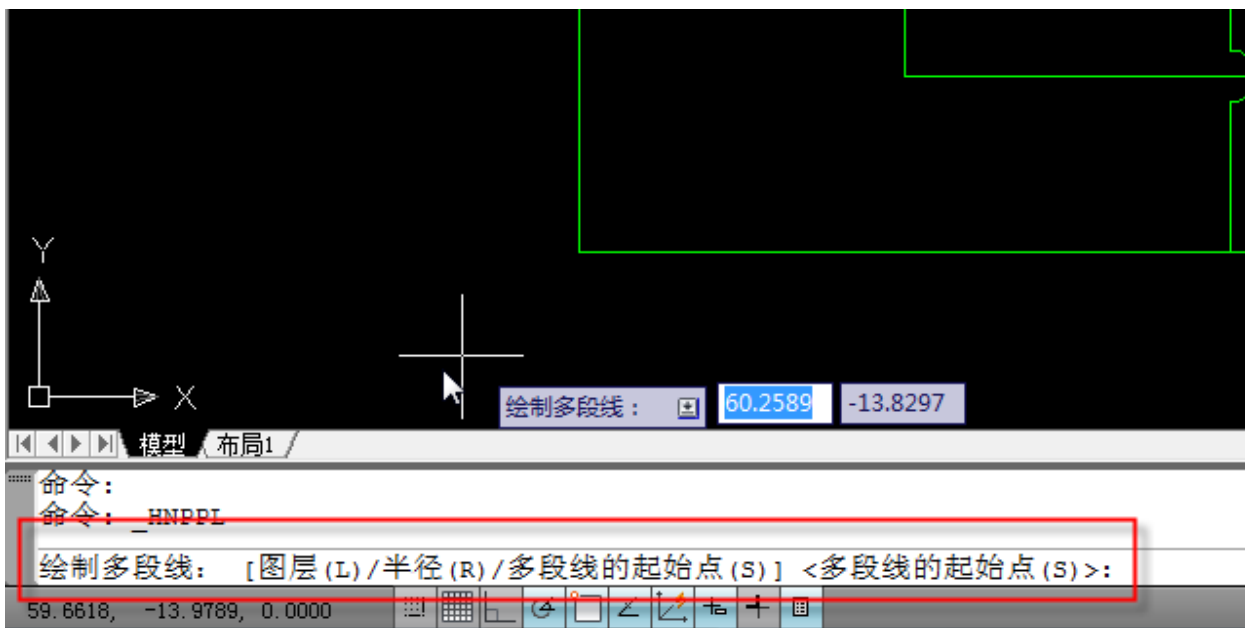 Y
X
绘制多段线： 60.2589 -13.8297
模型 布局1
命令:
命令: _HNPPL
绘制多段线: [图层(L)/半径(R)/多段线的起始点(S)] <多段线的起始点(S)>:
59.6618, -13.9789, 0.0000